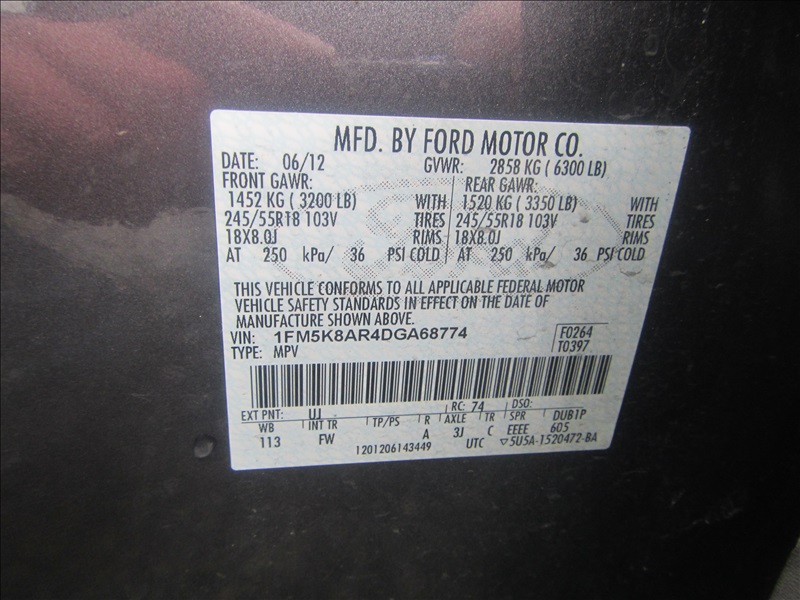 MFD. BY FORD MOTOR CO.
DATE: 06/12 GVWR: 2858 KG ( 6300 LB)
FRONT GAWR: REAR GAWR:
1452 KG ( 3200 LB) WITH 1520 KG ( 3350 LB) WITH
245/55R18 103V TIRES 245/55R18 103V TIRES
18X8.0J RIMS 18X8.0J RIMS
AT 250 kPa/ 36 PSI COLD AT 250 kPa/ 36 PSI COLD
THIS VEHICLE CONFORMS TO ALL APPLICABLE FEDERAL MOTOR
VEHICLE SAFETY STANDARDS IN EFFECT ON THE DATE OF
MANUFACTURE SHOWN ABOVE.
VIN: 1FM5K8AR4DGA68774 F0264
TYPE: MPV T0397
EXT PNT: UJ RC: 74 DSO:
WB INT TR TP/PS R AXLE TR SPR DUB1P
113 FW A 3J C EEEE 605
1201206143449 UTC ▽5U5A-1520472-BA